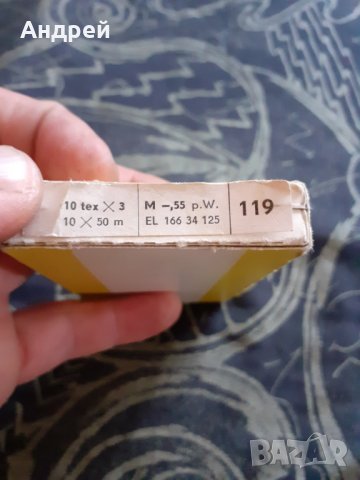 Андрей
10 tex × 3
10 × 50 m
M -,55 p.W.
EL 166 34 125
119
BAZAR